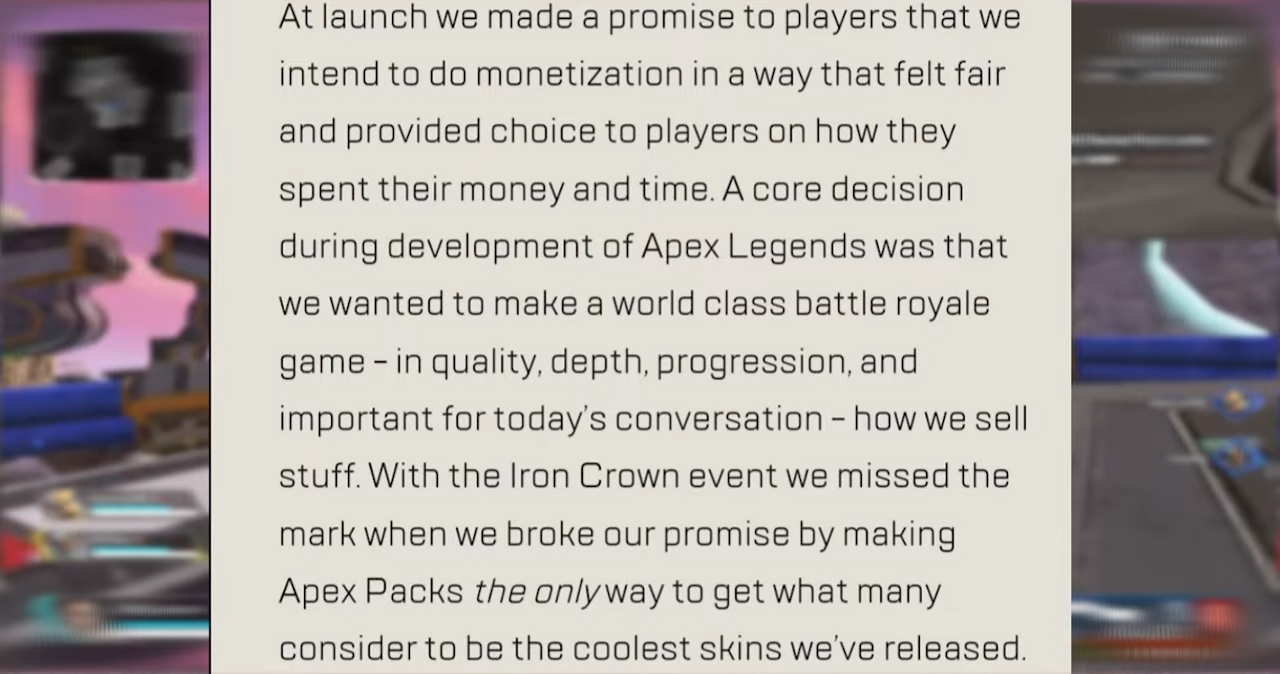 At launch we made a promise to players that we
intend to do monetization in a way that felt fair
and provided choice to players on how they
spent their money and time. A core decision
during development of Apex Legends was that
we wanted to make a world class battle royale
game – in quality, depth, progression, and
important for today's conversation – how we sell
stuff. With the Iron Crown event we missed the
mark when we broke our promise by making
Apex Packs the only way to get what many
consider to be the coolest skins we've released.